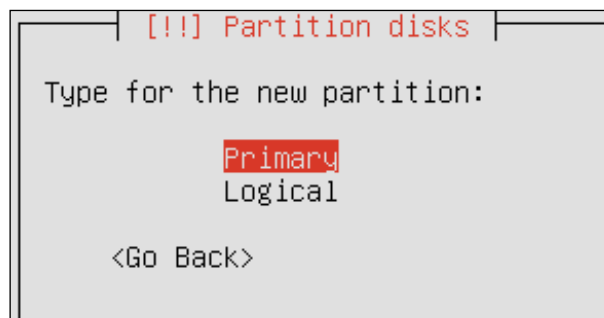 [!!] Partition disks
Type for the new partition:
Primary
Logical
<Go Back>